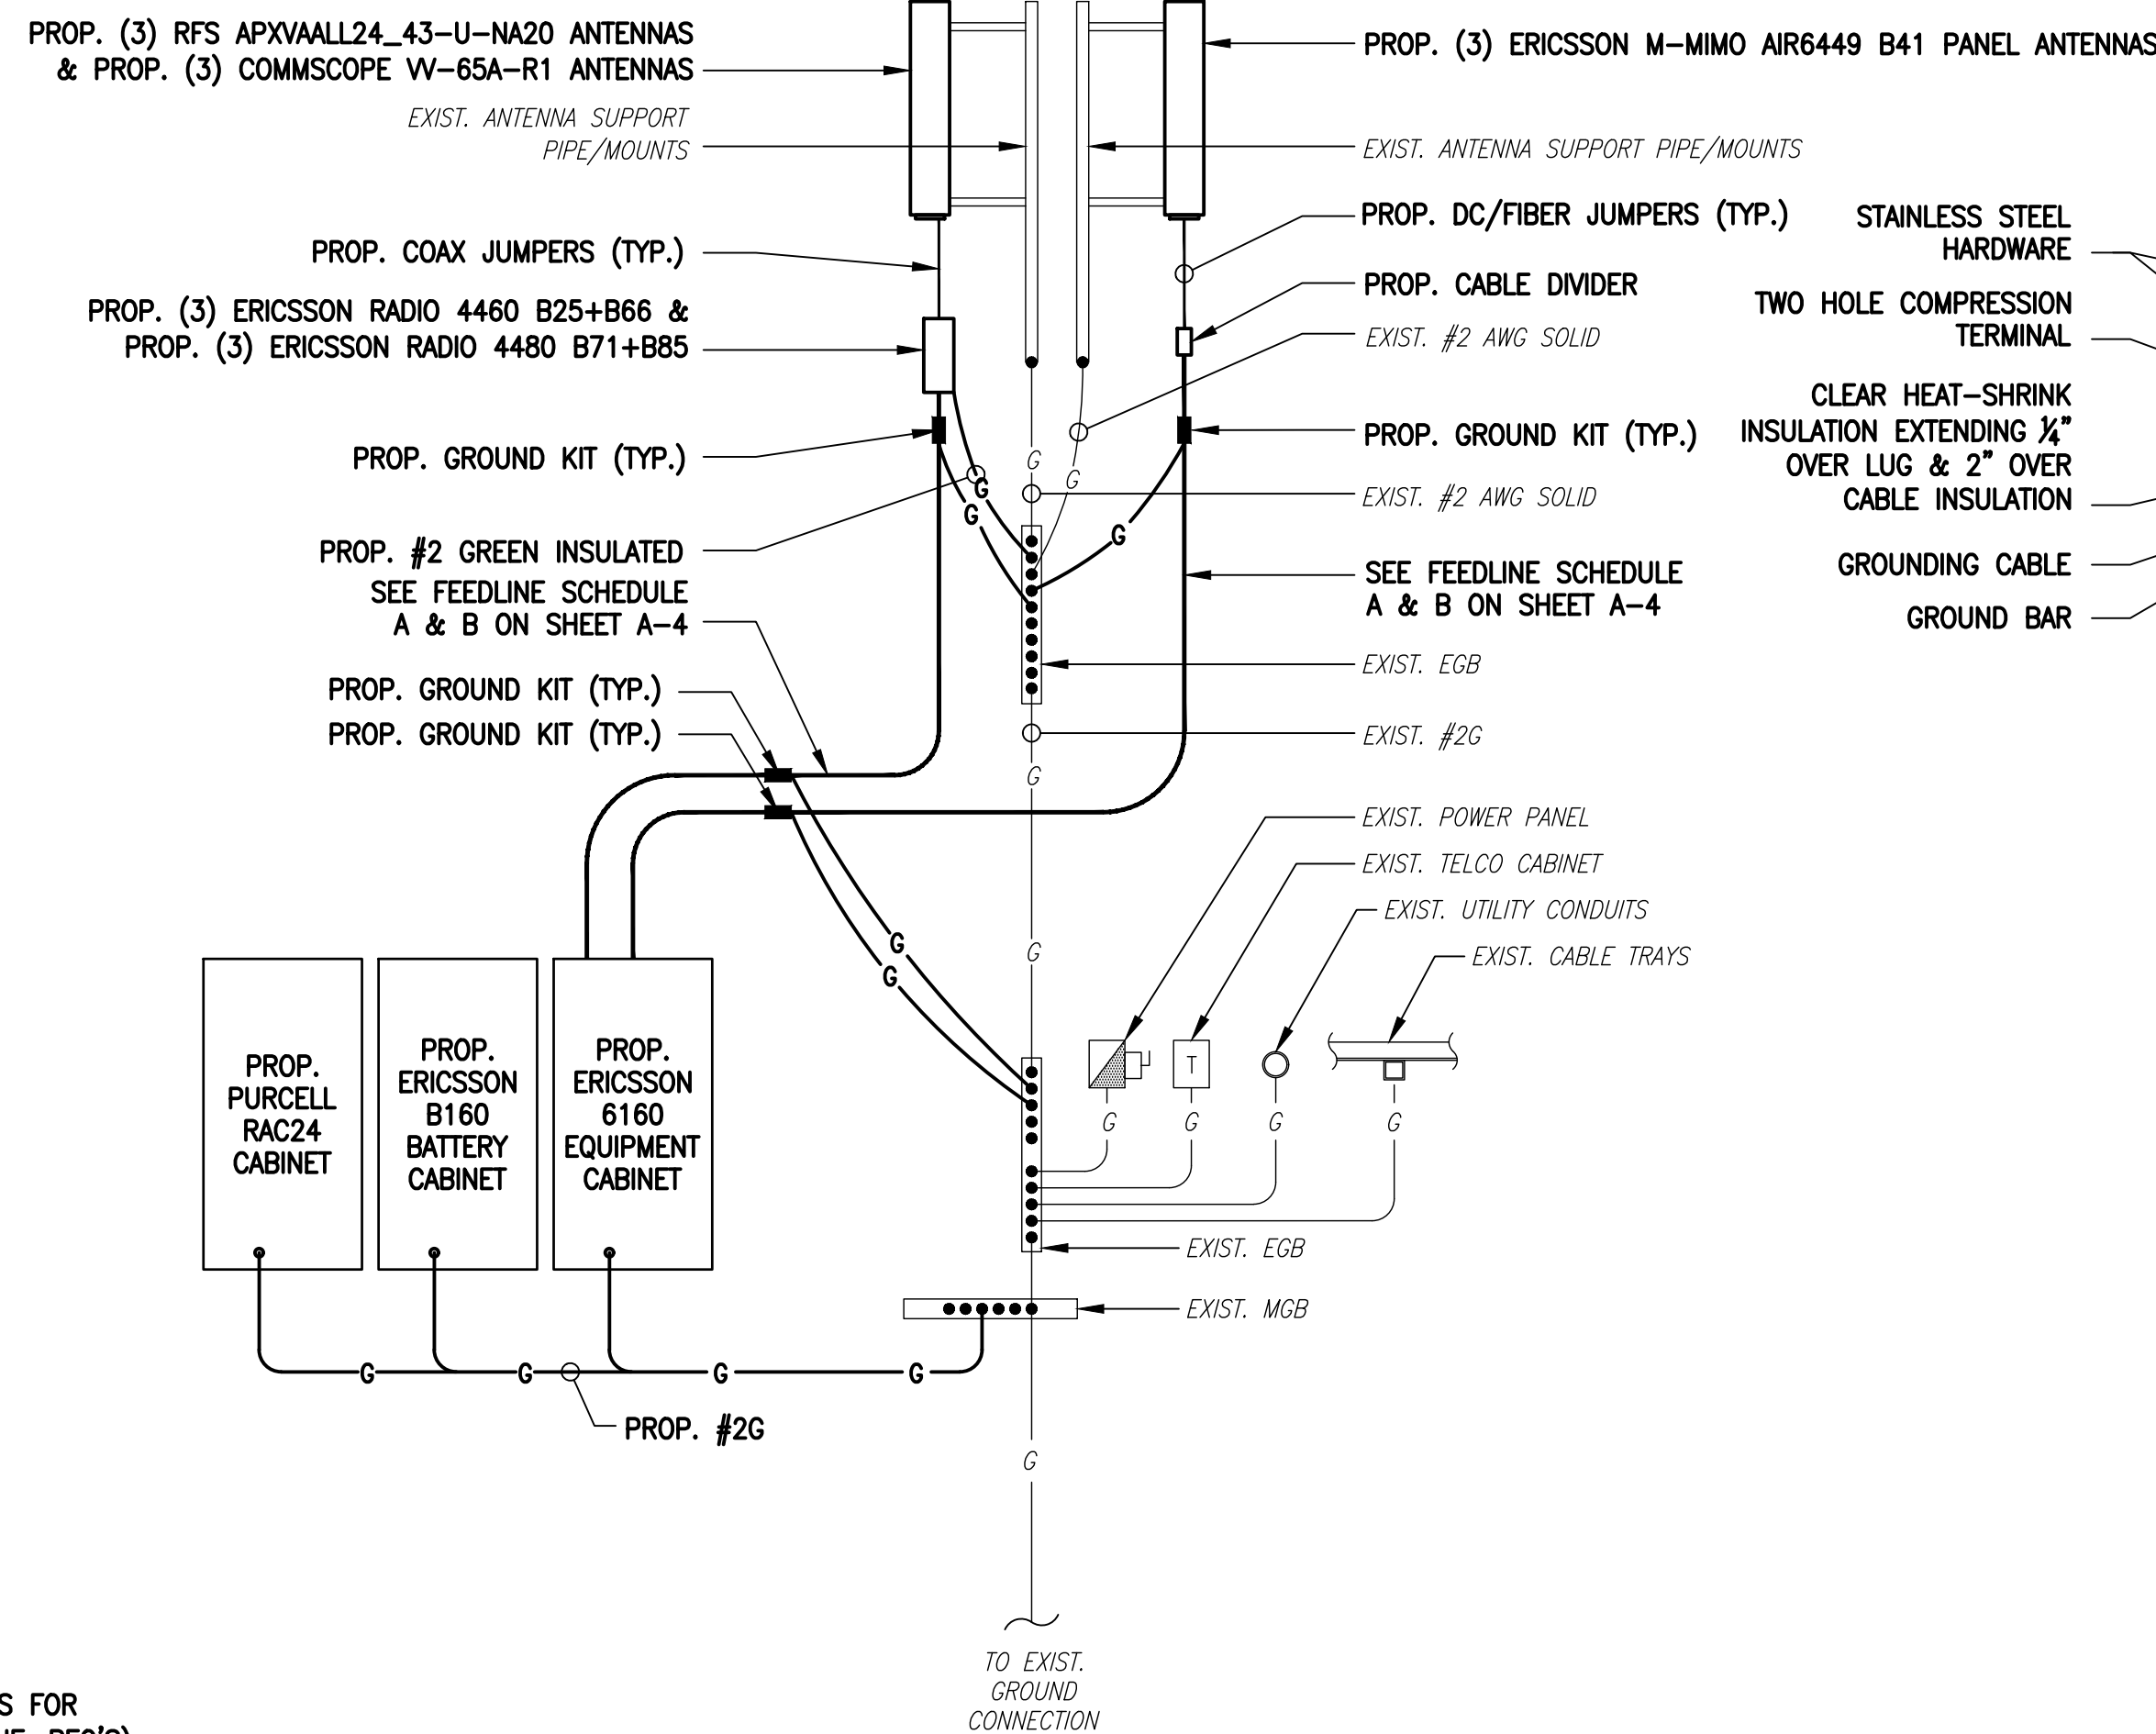 PROP. (3) RFS APXVAALL24_43-U-NA20 ANTENNAS
& PROP. (3) COMMSCOPE VV-65A-R1 ANTENNAS
EXIST. ANTENNA SUPPORT
PIPE/MOUNTS
PROP. COAX JUMPERS (TYP.)
PROP. (3) ERICSSON RADIO 4460 B25+B66 &
PROP. (3) ERICSSON RADIO 4480 B71+B85
PROP. GROUND KIT (TYP.)
PROP. #2 GREEN INSULATED
SEE FEEDLINE SCHEDULE
A & B ON SHEET A-4
PROP. GROUND KIT (TYP.)
PROP. GROUND KIT (TYP.)
PROP. (3) ERICSSON M-MIMO AIR6449 B41 PANEL ANTENNAS
EXIST. ANTENNA SUPPORT PIPE/MOUNTS
PROP. DC/FIBER JUMPERS (TYP.)
PROP. CABLE DIVIDER
EXIST. #2 AWG SOLID
PROP. GROUND KIT (TYP.)
EXIST. #2 AWG SOLID
SEE FEEDLINE SCHEDULE
A & B ON SHEET A-4
EXIST. EGB
EXIST. #2G
EXIST. POWER PANEL
EXIST. TELCO CABINET
EXIST. UTILITY CONDUITS
EXIST. CABLE TRAYS
STAINLESS STEEL
HARDWARE
TWO HOLE COMPRESSION
TERMINAL
CLEAR HEAT-SHRINK
INSULATION EXTENDING ¼"
OVER LUG & 2" OVER
CABLE INSULATION
GROUNDING CABLE
GROUND BAR
G
G
G
G
G
G
G
G
G
T
G
G
G
G
PROP.
PURCELL
RAC24
CABINET
PROP.
ERICSSON
B160
BATTERY
CABINET
PROP.
ERICSSON
6160
EQUIPMENT
CABINET
EXIST. EGB
EXIST. MGB
G
G
G
G
PROP. #2G
G
TO EXIST.
GROUND
CONNECTION
S FOR